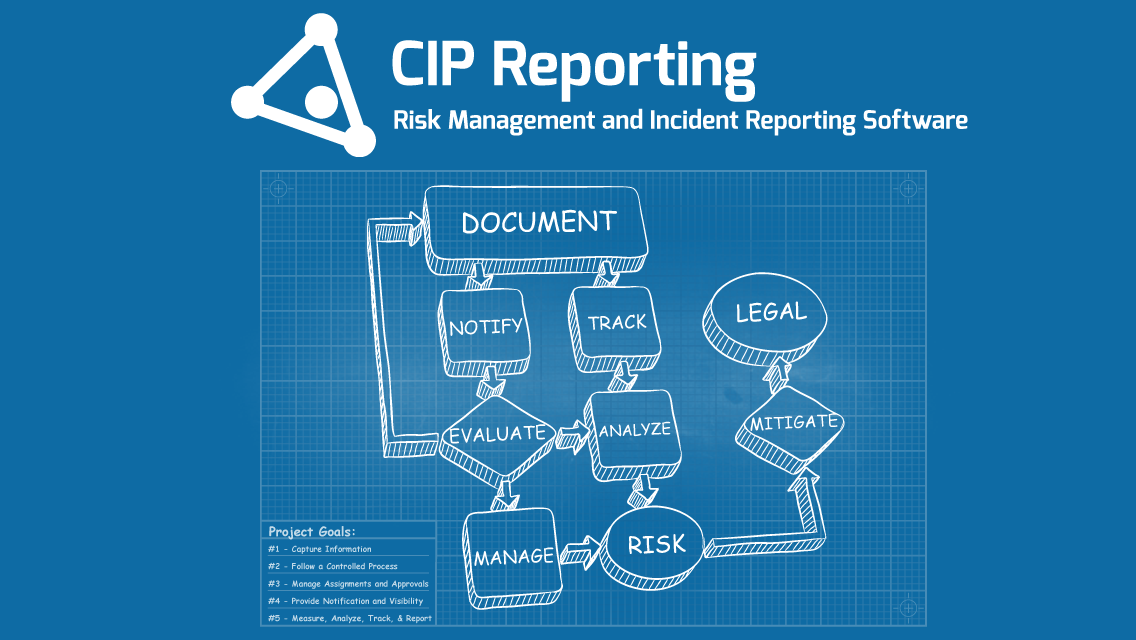 CIP Reporting
Risk Management and Incident Reporting Software
DOCUMENT
NOTIFY
TRACK
LEGAL
EVALUATE
ANALYZE
MITIGATE
MANAGE
RISK
Project Goals:
#1 - Capture Information
#2 - Follow a Controlled Process
#3 - Manage Assignments and Approvals
#4 - Provide Notification and Visibility
#5 - Measure, Analyze, Track, & Report